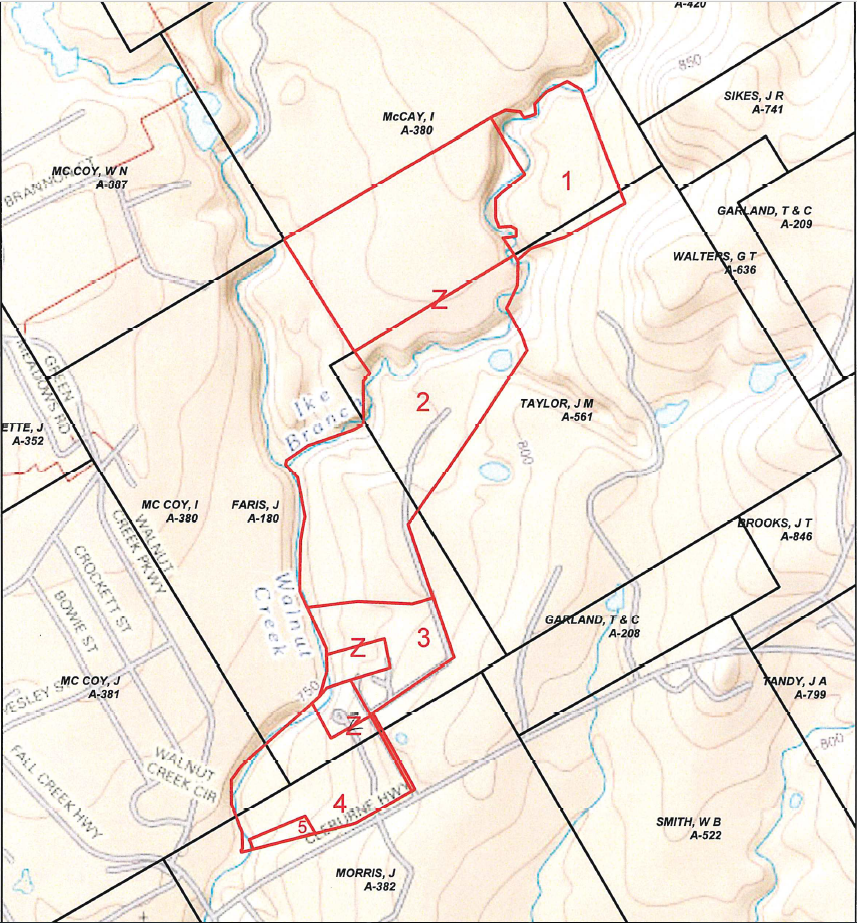 A-420
850
SIKES, J R
A-741
McCAY, I
A-380
MC COY, W N
A-387
BRANNON CT
1
GARLAND, T & C
A-209
WALTERS, G T
A-636
Z
GREEN
MEADOWS RD
Ike
Branch
2
TAYLOR, J M
A-561
ETTE, J
A-352
800
MC COY, I
A-380
FARIS, J
A-180
WALNUT
CREEK PKWY
BROOKS, J T
A-846
CROCKETT ST
BOWIE ST
Walnut
Creek
GARLAND, T & C
A-208
3
Z
MC COY, J
A-381
VESLEY ST
750
TANDY, J A
A-799
Z
800
WALNUT
CREEK CIR
FALL CREEK HWY
4
CLEBURNE HWY
5
SMITH, W B
A-522
MORRIS, J
A-382